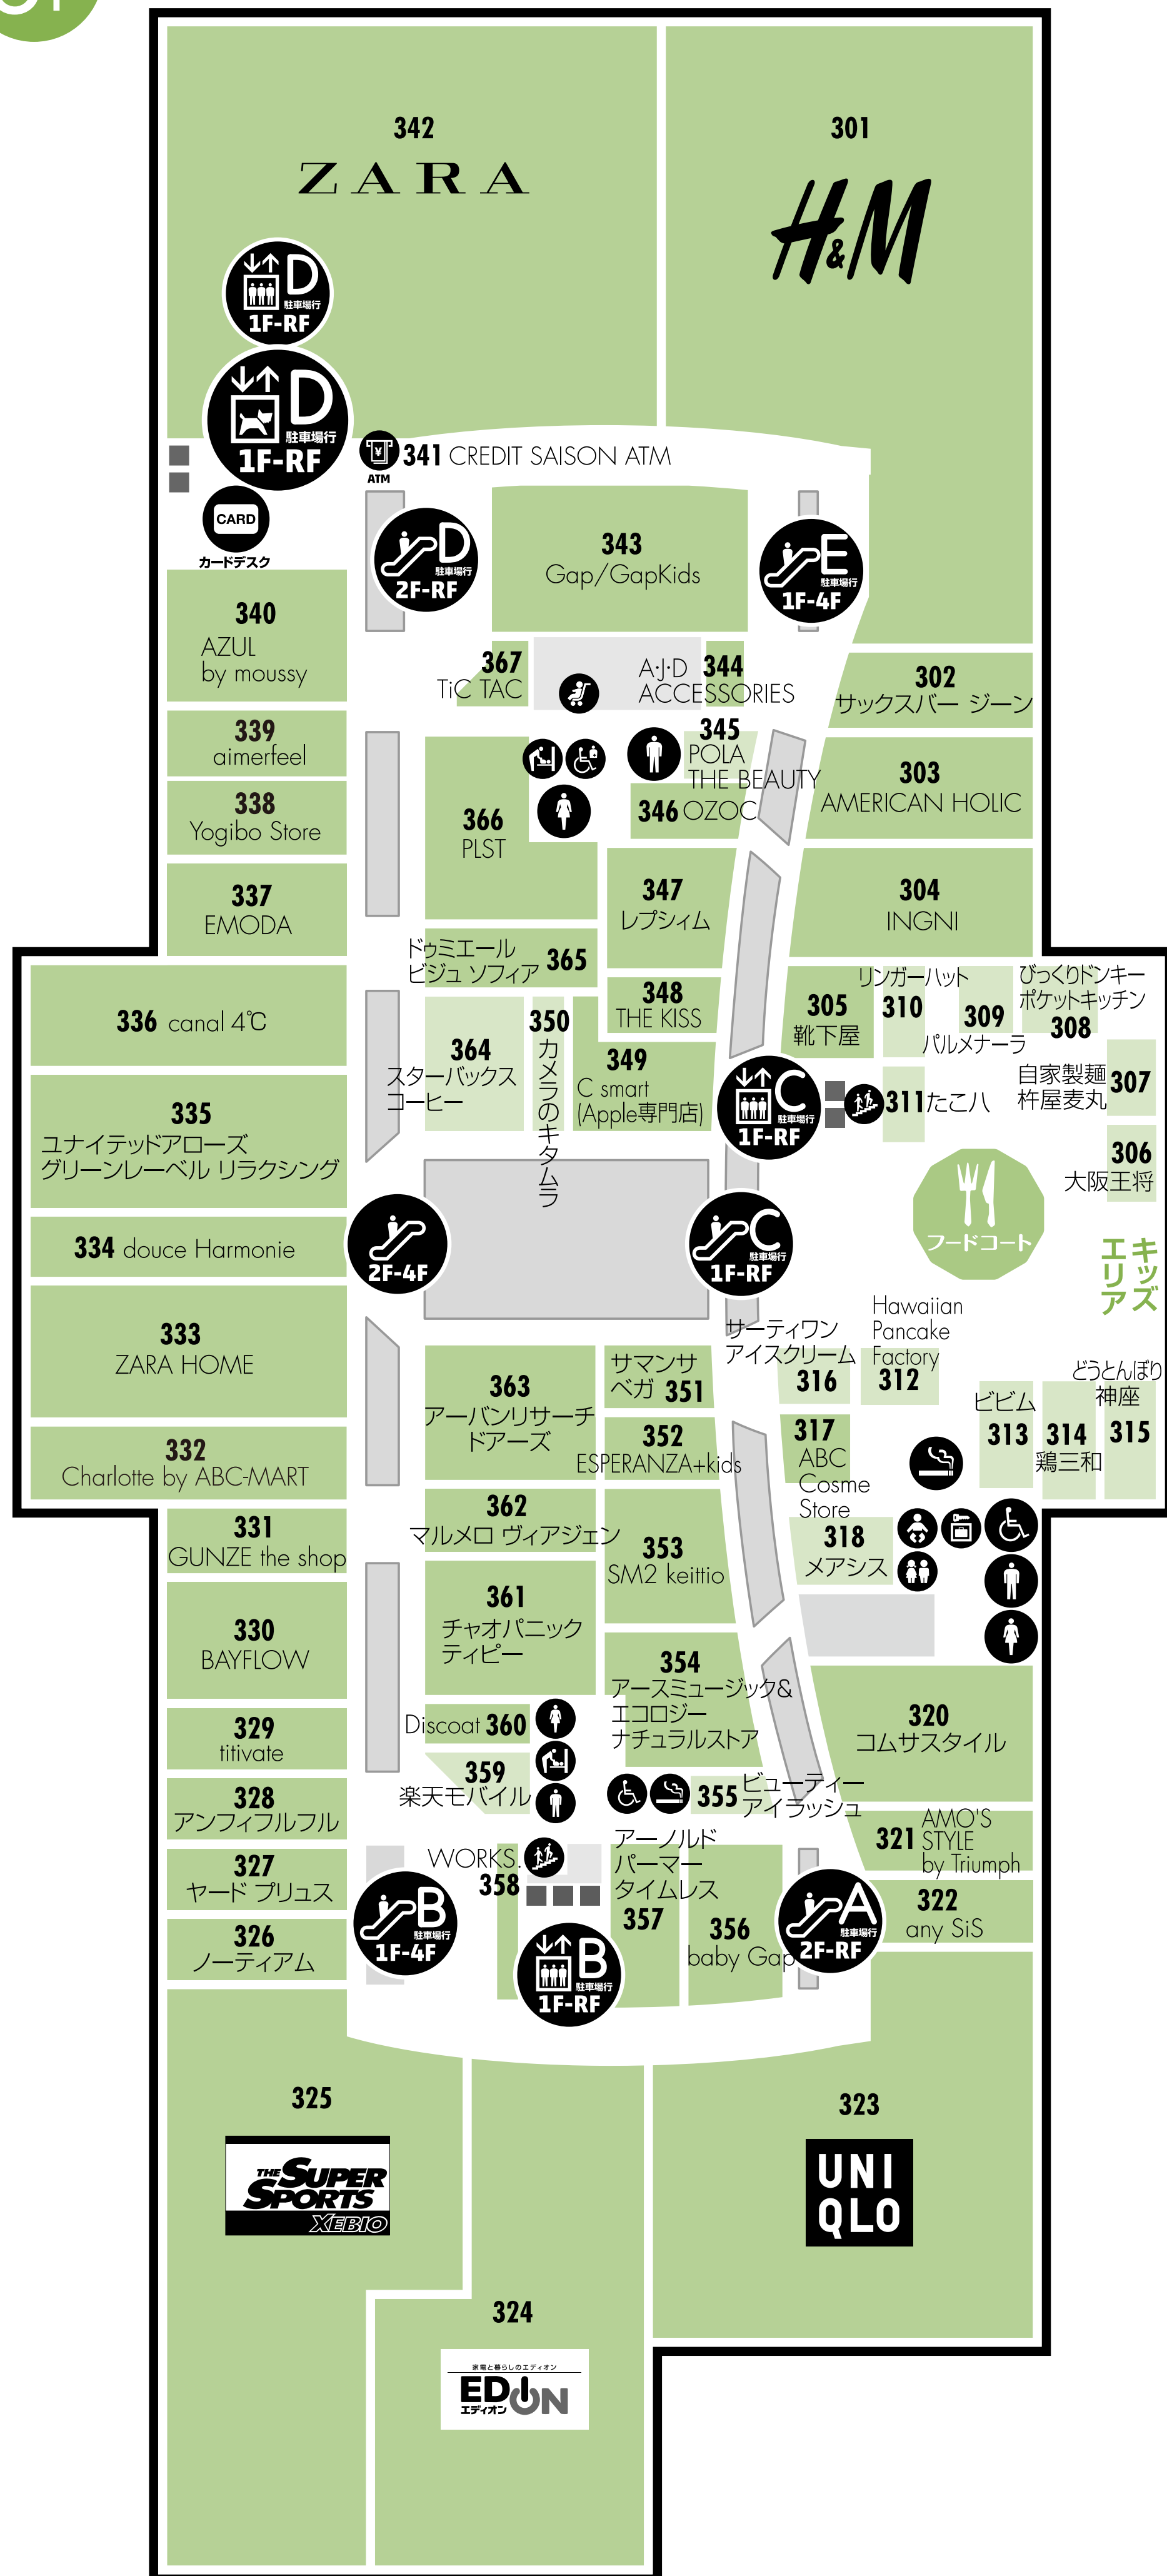 342
ZARA
301
H&M
D
駐車場行
1F-RF
D
駐車場行
1F-RF
ATM
341 CREDIT SAISON ATM
CARD
カードデスク
D
駐車場行
2F-RF
343
Gap/GapKids
E
駐車場行
1F-4F
340
AZUL
by moussy
367
TiC TAC
A·J·D
ACCESSORIES
344
302
サックスバー ジーン
339
aimerfeel
345
POLA
THE BEAUTY
303
AMERICAN HOLIC
338
Yogibo Store
366
PLST
346 OZOC
337
EMODA
347
レプシィム
304
INGNI
ドゥミエール
ビジュ ソフィア 365
336 canal 4℃
348
THE KISS
305
靴下屋
リンガーハット
310
309
パルメナーラ
びっくりドンキー
ポケットキッチン
308
364
スターバックス
コーヒー
350
カメラのキタムラ
349
C smart
(Apple専門店)
C
駐車場行
1F-RF
311 たこ八
自家製麺
杵屋麦丸
307
306
大阪王将
335
ユナイテッドアローズ
グリーンレーベル リラクシング
フードコート
キッズ
エリア
334 douce Harmonie
2F-4F
C
駐車場行
1F-RF
333
ZARA HOME
サーティワン
アイスクリーム
316
Hawaiian
Pancake
Factory
312
363
アーバンリサーチ
ドアーズ
サマンサ
ベガ 351
ビビム
313
314
鶏三和
どうとんぼり
神座
315
332
Charlotte by ABC-MART
352
ESPERANZA+kids
317
ABC
Cosme
Store
331
GUNZE the shop
362
マルメロ ヴィアジェン
353
SM2 keittio
318
メアシス
330
BAYFLOW
361
チャオパニック
ティピー
354
アースミュージック&
エコロジー
ナチュラルストア
320
コムサスタイル
329
titivate
Discoat 360
359
楽天モバイル
355
ビューティー
アイラッシュ
328
アンフィフルフル
321
AMO'S
STYLE
by Triumph
327
ヤード プリュス
WORKS.
358
アーノルド
パーマー
タイムレス
357
356
baby Gap
322
any SiS
326
ノーティアム
B
駐車場行
1F-4F
B
駐車場行
1F-RF
A
駐車場行
2F-RF
325
THE SUPER
SPORTS
XEBIO
323
UNI
QLO
324
家電と暮らしのエディオン
EDION
エディオン